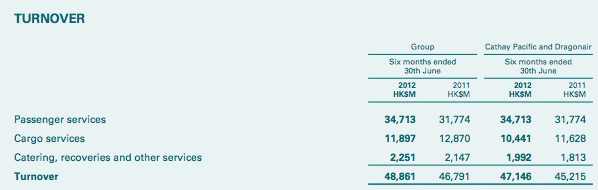 TURNOVER
Group Cathay Pacific and Dragonair
Six months ended Six months ended
30th June 30th June
2012 2011 2012 2011
HK$M HK$M HK$M HK$M
Passenger services 34,713 31,774 34,713 31,774
Cargo services 11,897 12,870 10,441 11,628
Catering, recoveries and other services 2,251 2,147 1,992 1,813
Turnover 48,861 46,791 47,146 45,215